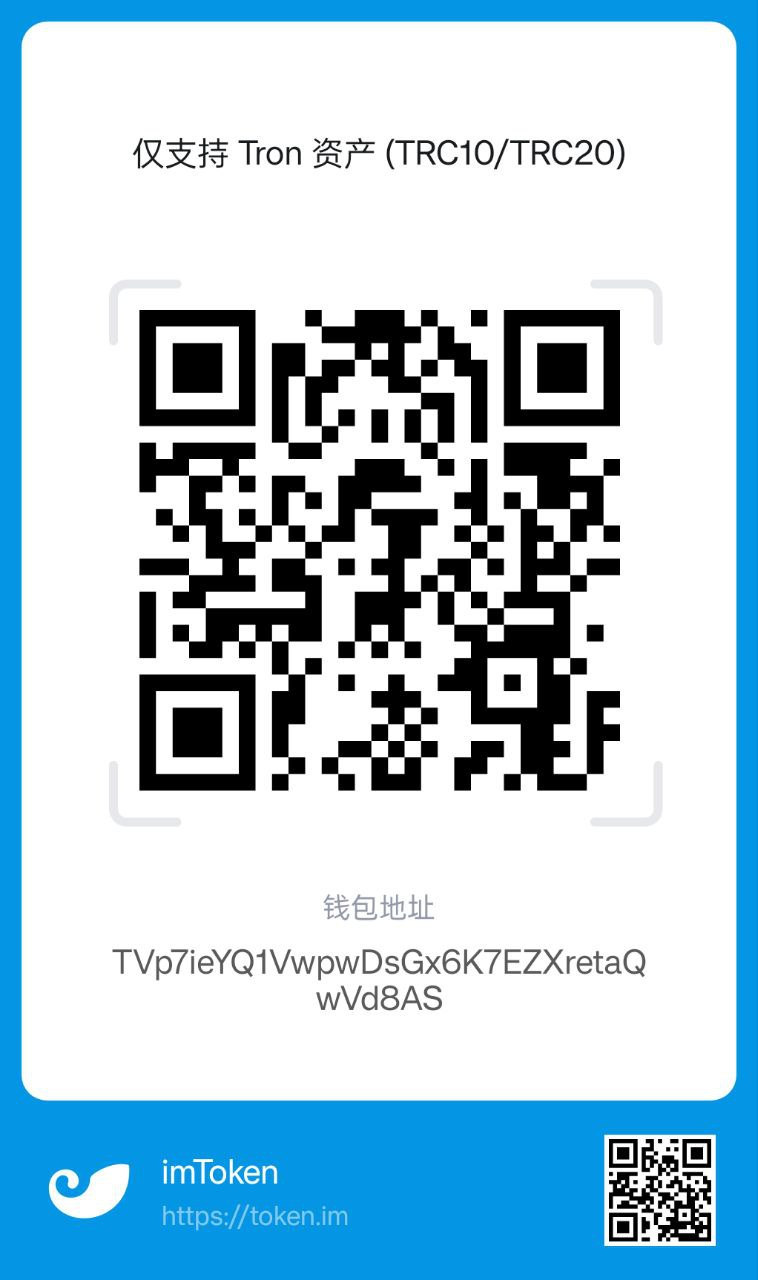 仅支持 Tron 资产 (TRC10/TRC20)
钱包地址
TVp7ieYQ1VwpwDsGx6K7EZXretaQ
wVd8AS
imToken
https://token.im